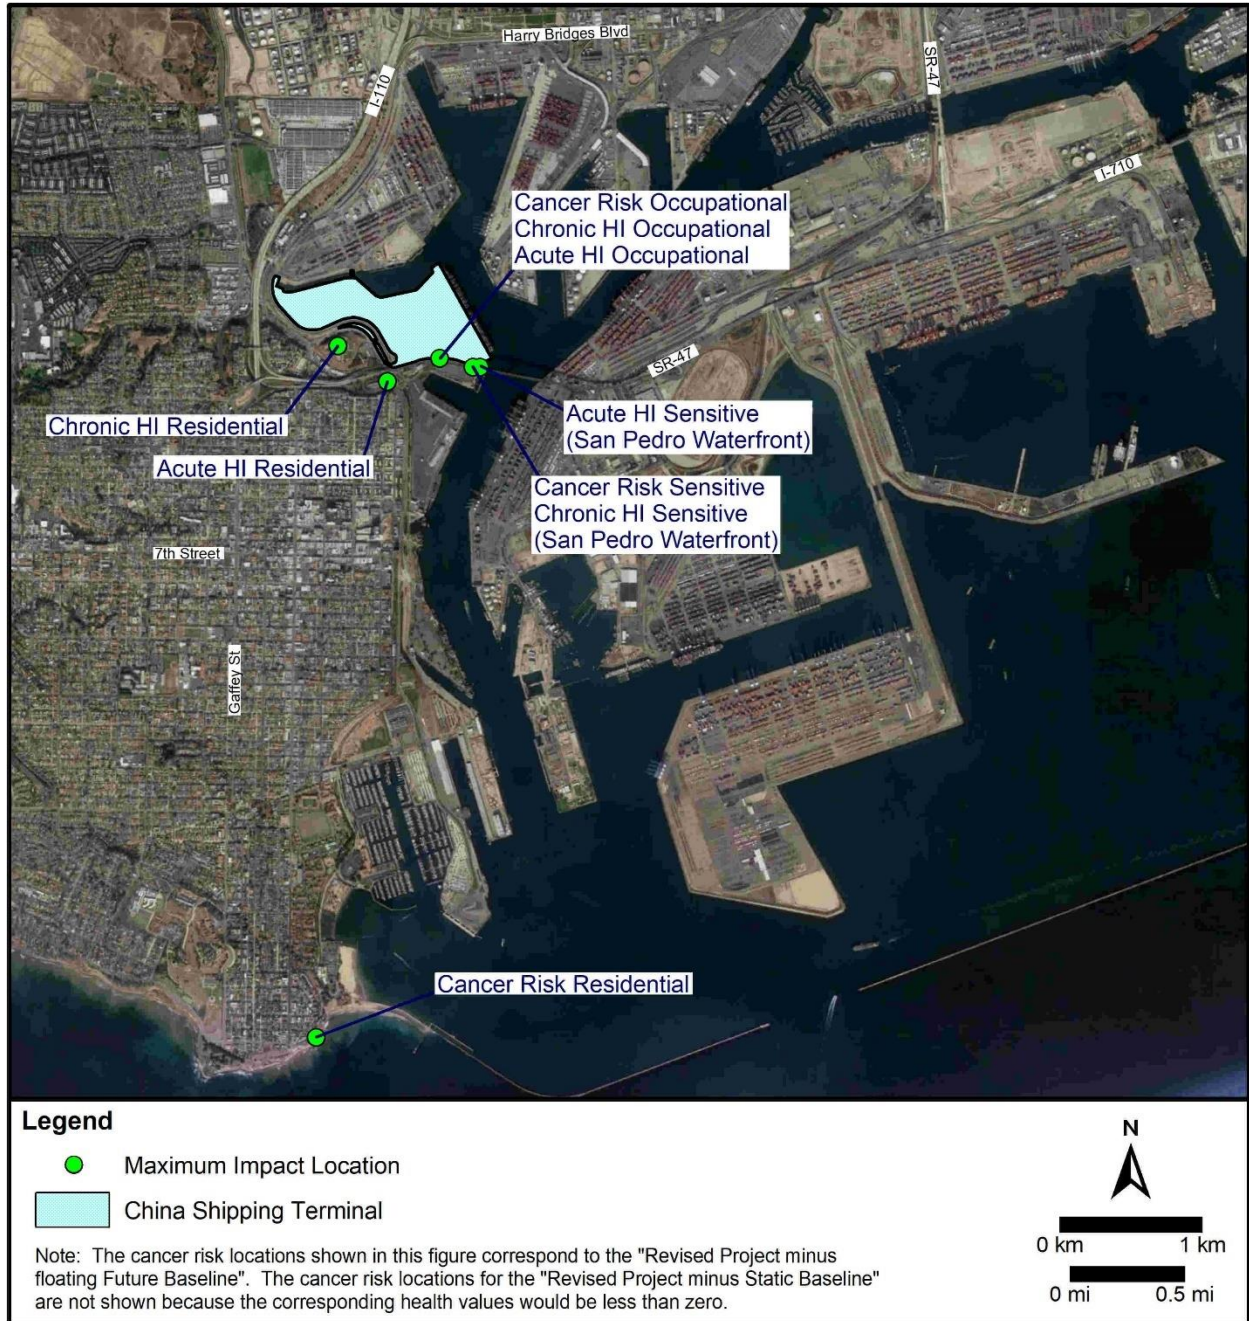 Harry Bridges Blvd
SR-47
I-110
I-710
Cancer Risk Occupational
Chronic HI Occupational
Acute HI Occupational
SR-47
Chronic HI Residential
Acute HI Residential
Acute HI Sensitive
(San Pedro Waterfront)
Cancer Risk Sensitive
Chronic HI Sensitive
(San Pedro Waterfront)
7th Street
Gaffey St
Cancer Risk Residential
Legend
Maximum Impact Location
China Shipping Terminal
Note: The cancer risk locations shown in this figure correspond to the "Revised Project minus
floating Future Baseline". The cancer risk locations for the "Revised Project minus Static Baseline"
are not shown because the corresponding health values would be less than zero.
N
0 km 1 km
0 mi 0.5 mi